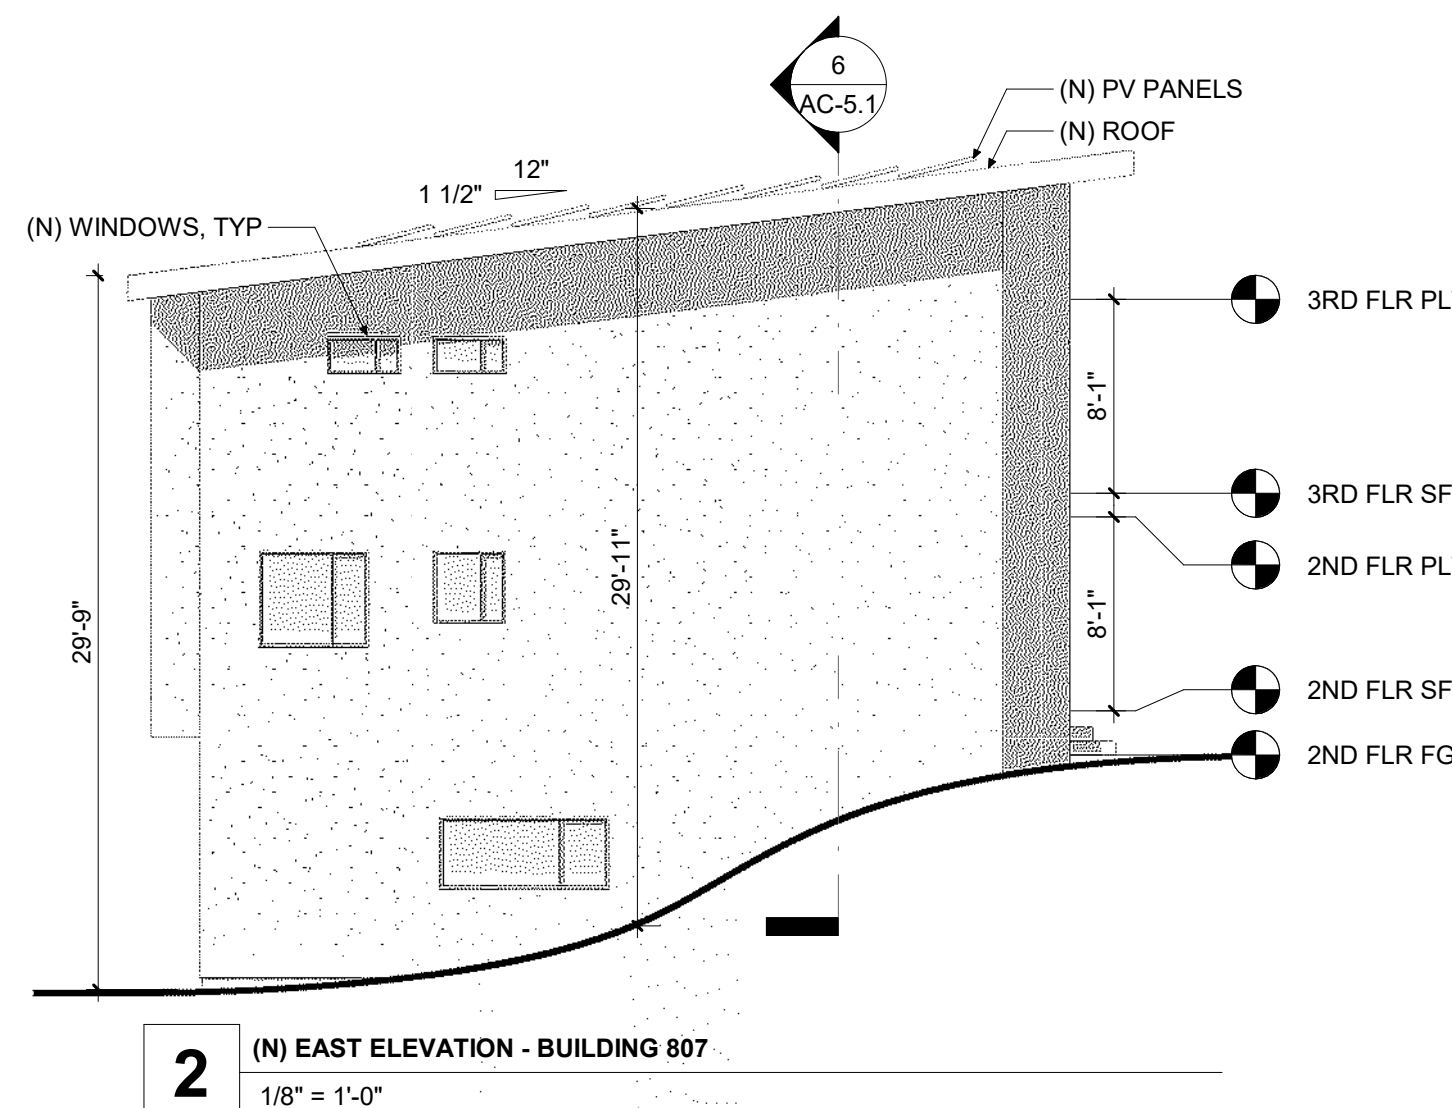 6
AC-5.1
(N) PV PANELS
(N) ROOF
12"
1 1/2"
(N) WINDOWS, TYP
3RD FLR
8'-1"
3RD FLR SF
29'-11"
2ND FLR
8'-1"
29'-9"
2ND FLR SF
2ND FLR FG
2
(N) EAST ELEVATION - BUILDING 807
1/8" = 1'-0"